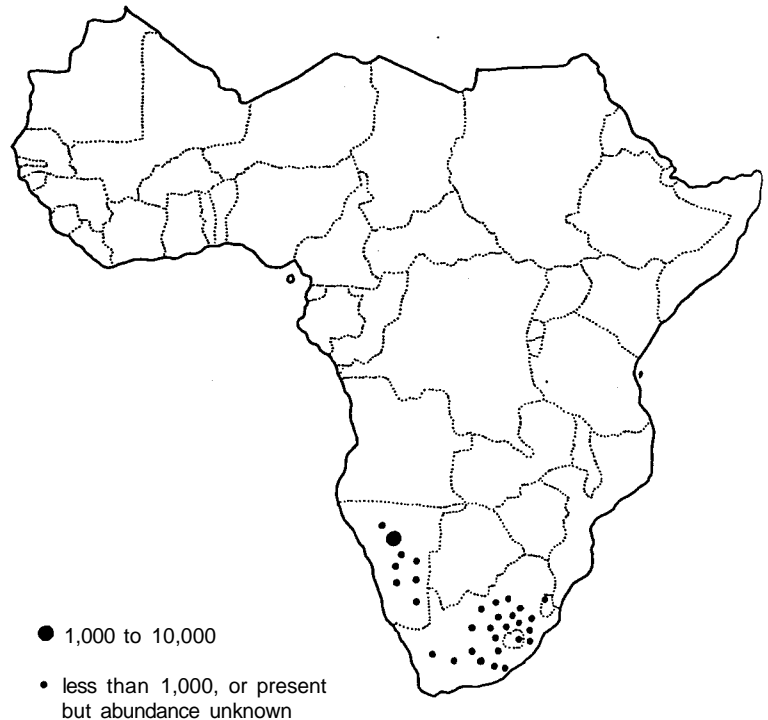 1,000 to 10,000
less than 1,000, or present
but abundance unknown